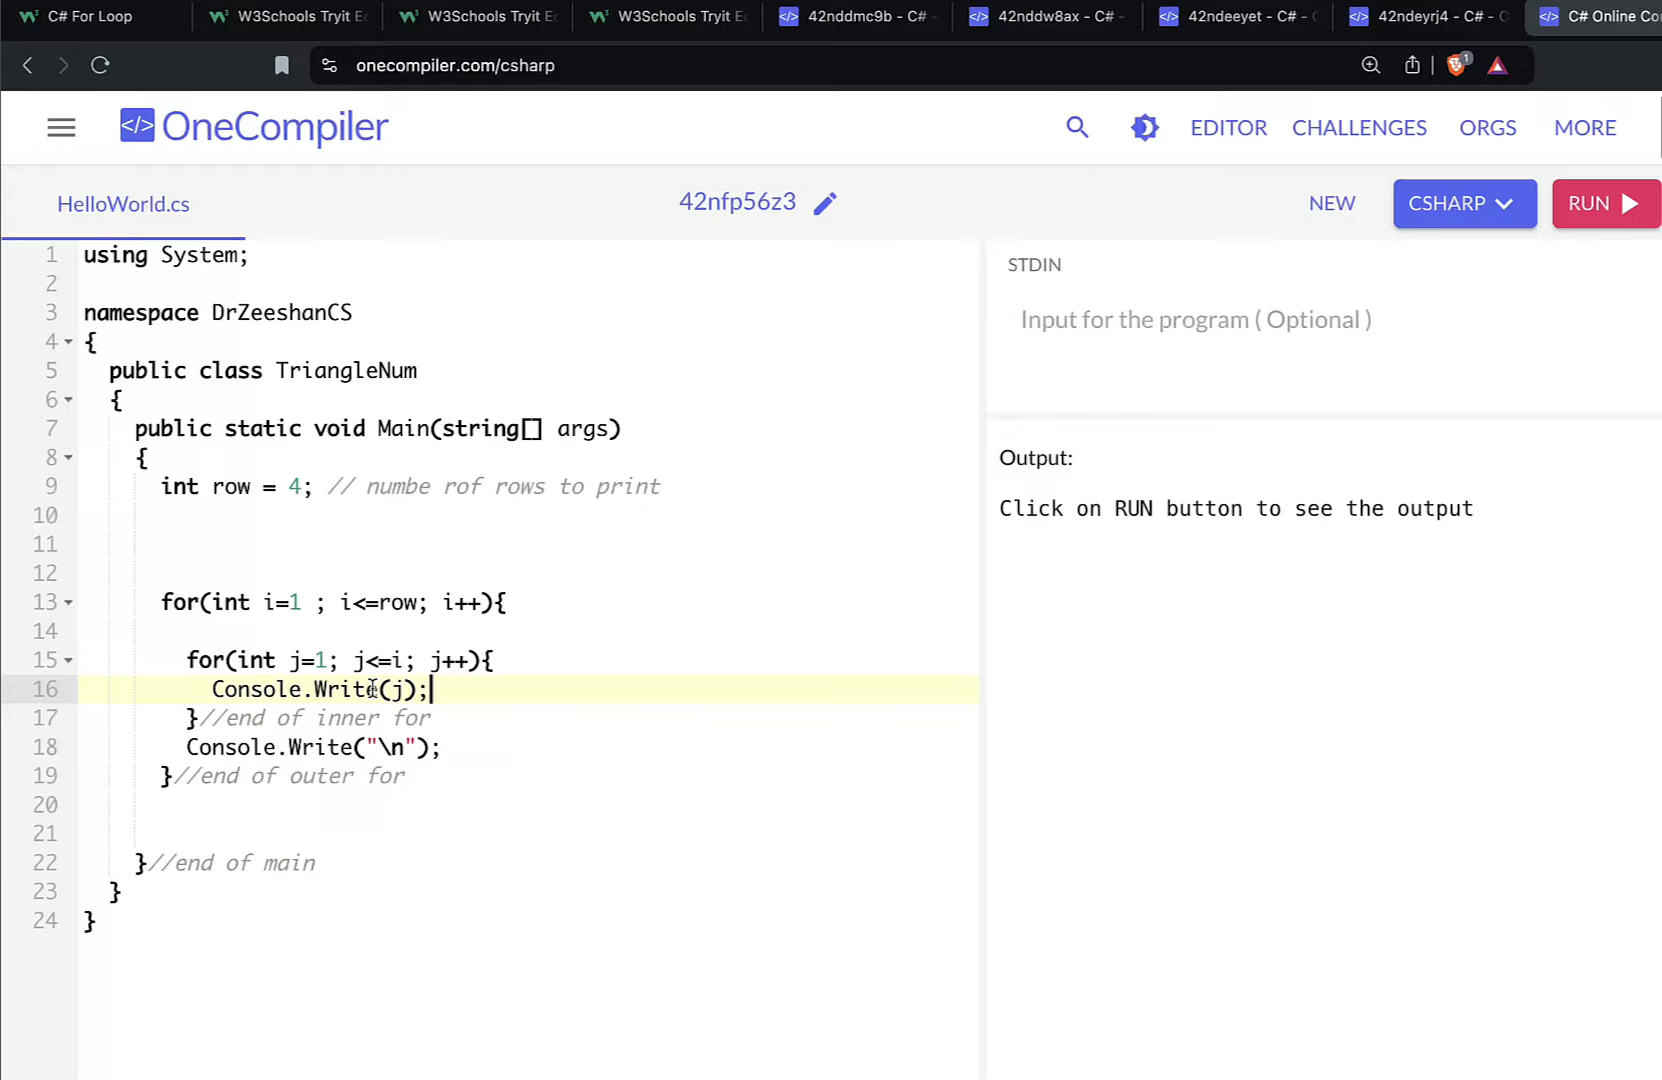 C# For Loop
W3Schools Tryit E
W3Schools Tryit E
W3Schools Tryit E
42nddmc9b - C# -
42nddw8ax - C# -
42ndeeyet - C# -
42ndeyrj4 - C# -
C# Online Co
onecompiler.com/csharp
1
</> OneCompiler
EDITOR
CHALLENGES
ORGS
MORE
HelloWorld.cs
42nfp56z3
NEW
CSHARP
RUN
1 using System;
2
3 namespace DrZeeshanCS
4 {
5 public class TriangleNum
6 {
7 public static void Main(string[] args)
8 {
9 int row = 4; // numbe rof rows to print
10
11
12
13 for(int i=1 ; i<=row; i++){
14
15 for(int j=1; j<=i; j++){
16 Console.Write(j);
17 }//end of inner for
18 Console.Write("\n");
19 }//end of outer for
20
21
22 }//end of main
23 }
24 }
STDIN
Input for the program ( Optional )
Output:
Click on RUN button to see the output